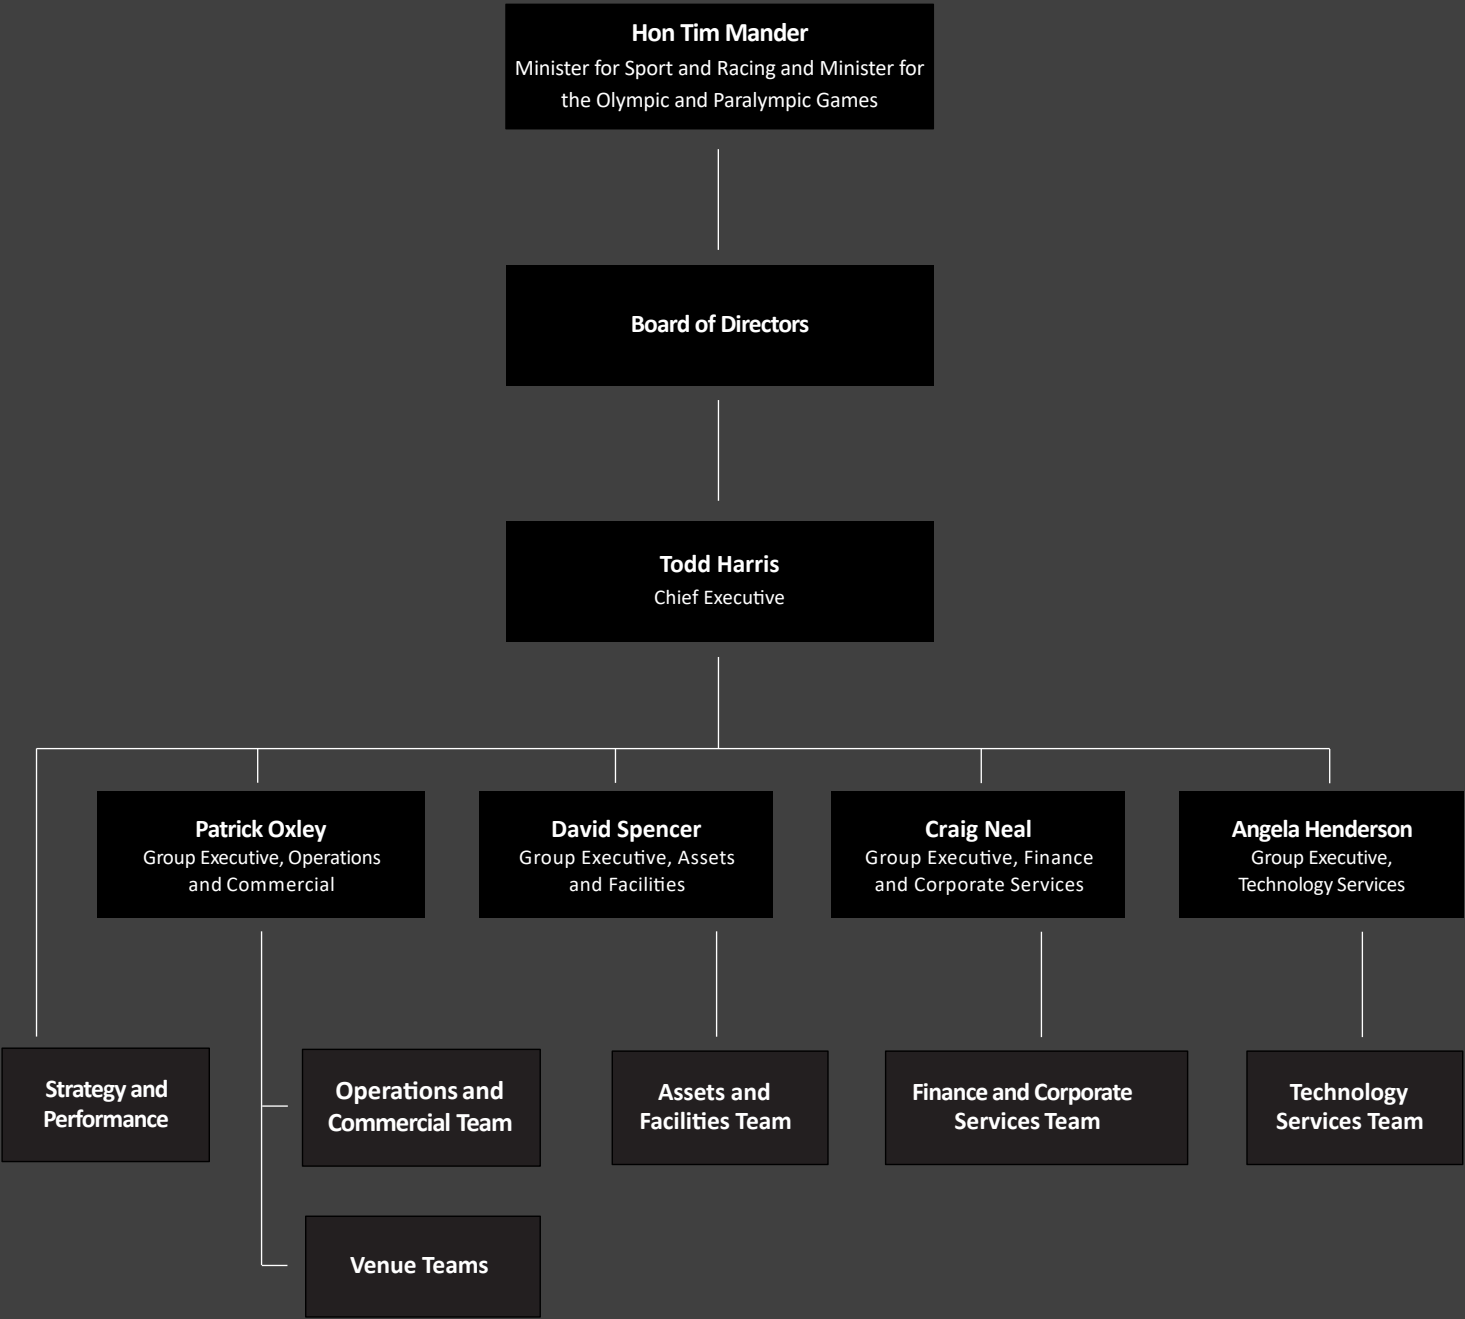 Hon Tim Mander
Minister for Sport and Racing and Minister for
the Olympic and Paralympic Games
Board of Directors
Todd Harris
Chief Executive
Patrick Oxley
Group Executive, Operations
and Commercial
David Spencer
Group Executive, Assets
and Facilities
Craig Neal
Group Executive, Finance
and Corporate Services
Angela Henderson
Group Executive,
Technology Services
Strategy and
Performance
Operations and
Commercial Team
Assets and
Facilities Team
Finance and Corporate
Services Team
Technology
Services Team
Venue Teams